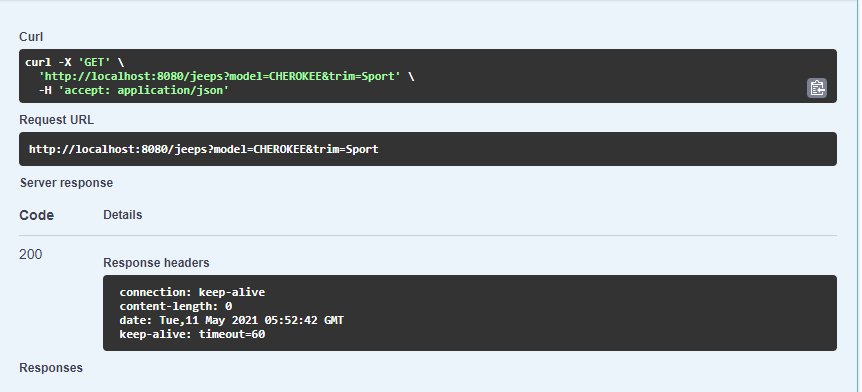 Curl
curl -X 'GET' \
'http://localhost:8080/jeeps?model=CHEROKEE&trim=Sport' \
-H 'accept: application/json'
Request URL
http://localhost:8080/jeeps?model=CHEROKEE&trim=Sport
Server response
Code Details
200
Response headers
connection: keep-alive
content-length: 0
date: Tue,11 May 2021 05:52:42 GMT
keep-alive: timeout=60
Responses